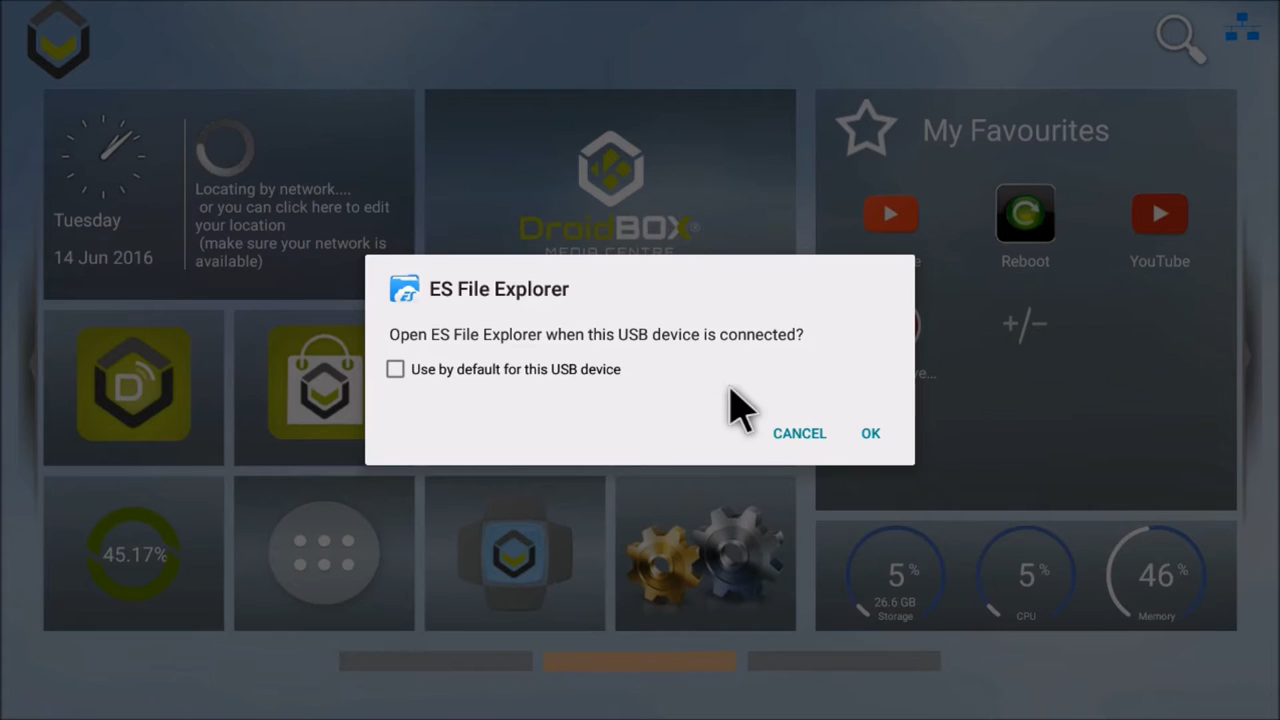 My Favourites
Locating by network....
or you can click here to edit
your location
(make sure your network is
available)
Tuesday
14 Jun 2016
DroidBOX®
MEDIA CENTRE
Reboot
YouTube
+/-
ES File Explorer
Open ES File Explorer when this USB device is connected?
Use by default for this USB device
CANCEL
OK
D
45.17%
5%
26.6 GB
Storage
5%
CPU
46%
Memory